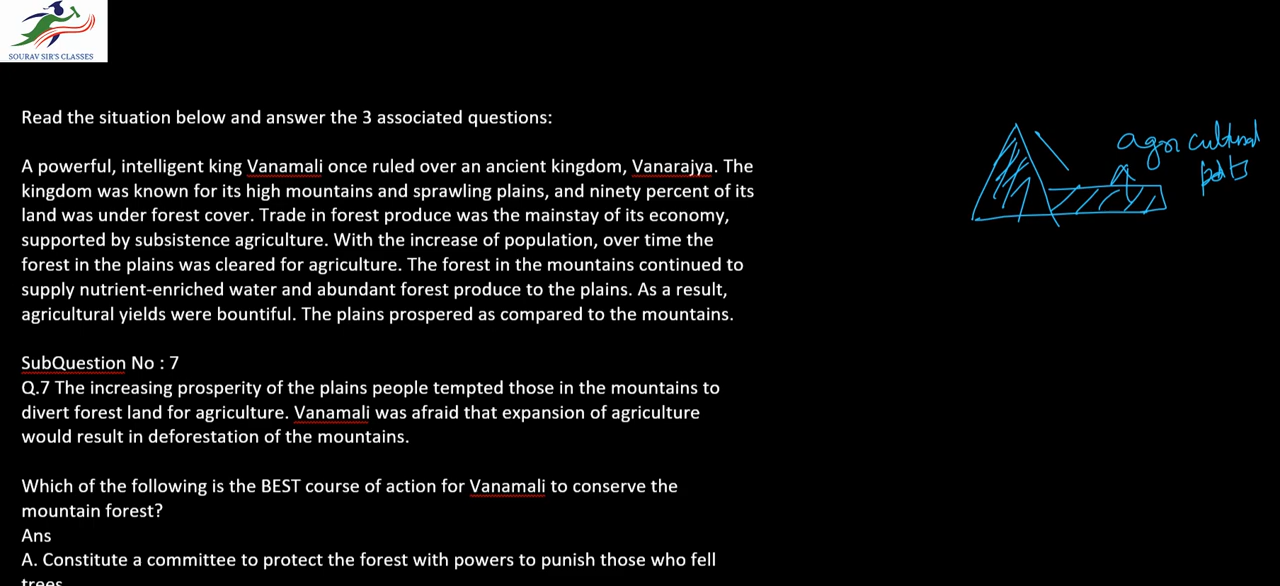 SOURAV SIR'S CLASSES
Read the situation below and answer the 3 associated questions:
A powerful, intelligent king Vanamali once ruled over an ancient kingdom, Vanarajya. The
kingdom was known for its high mountains and sprawling plains, and ninety percent of its
land was under forest cover. Trade in forest produce was the mainstay of its economy,
supported by subsistence agriculture. With the increase of population, over time the
forest in the plains was cleared for agriculture. The forest in the mountains continued to
supply nutrient-enriched water and abundant forest produce to the plains. As a result,
agricultural yields were bountiful. The plains prospered as compared to the mountains.
SubQuestion No : 7
Q.7 The increasing prosperity of the plains people tempted those in the mountains to
divert forest land for agriculture. Vanamali was afraid that expansion of agriculture
would result in deforestation of the mountains.
Which of the following is the BEST course of action for Vanamali to conserve the
mountain forest?
Ans
A. Constitute a committee to protect the forest with powers to punish those who fell
trees